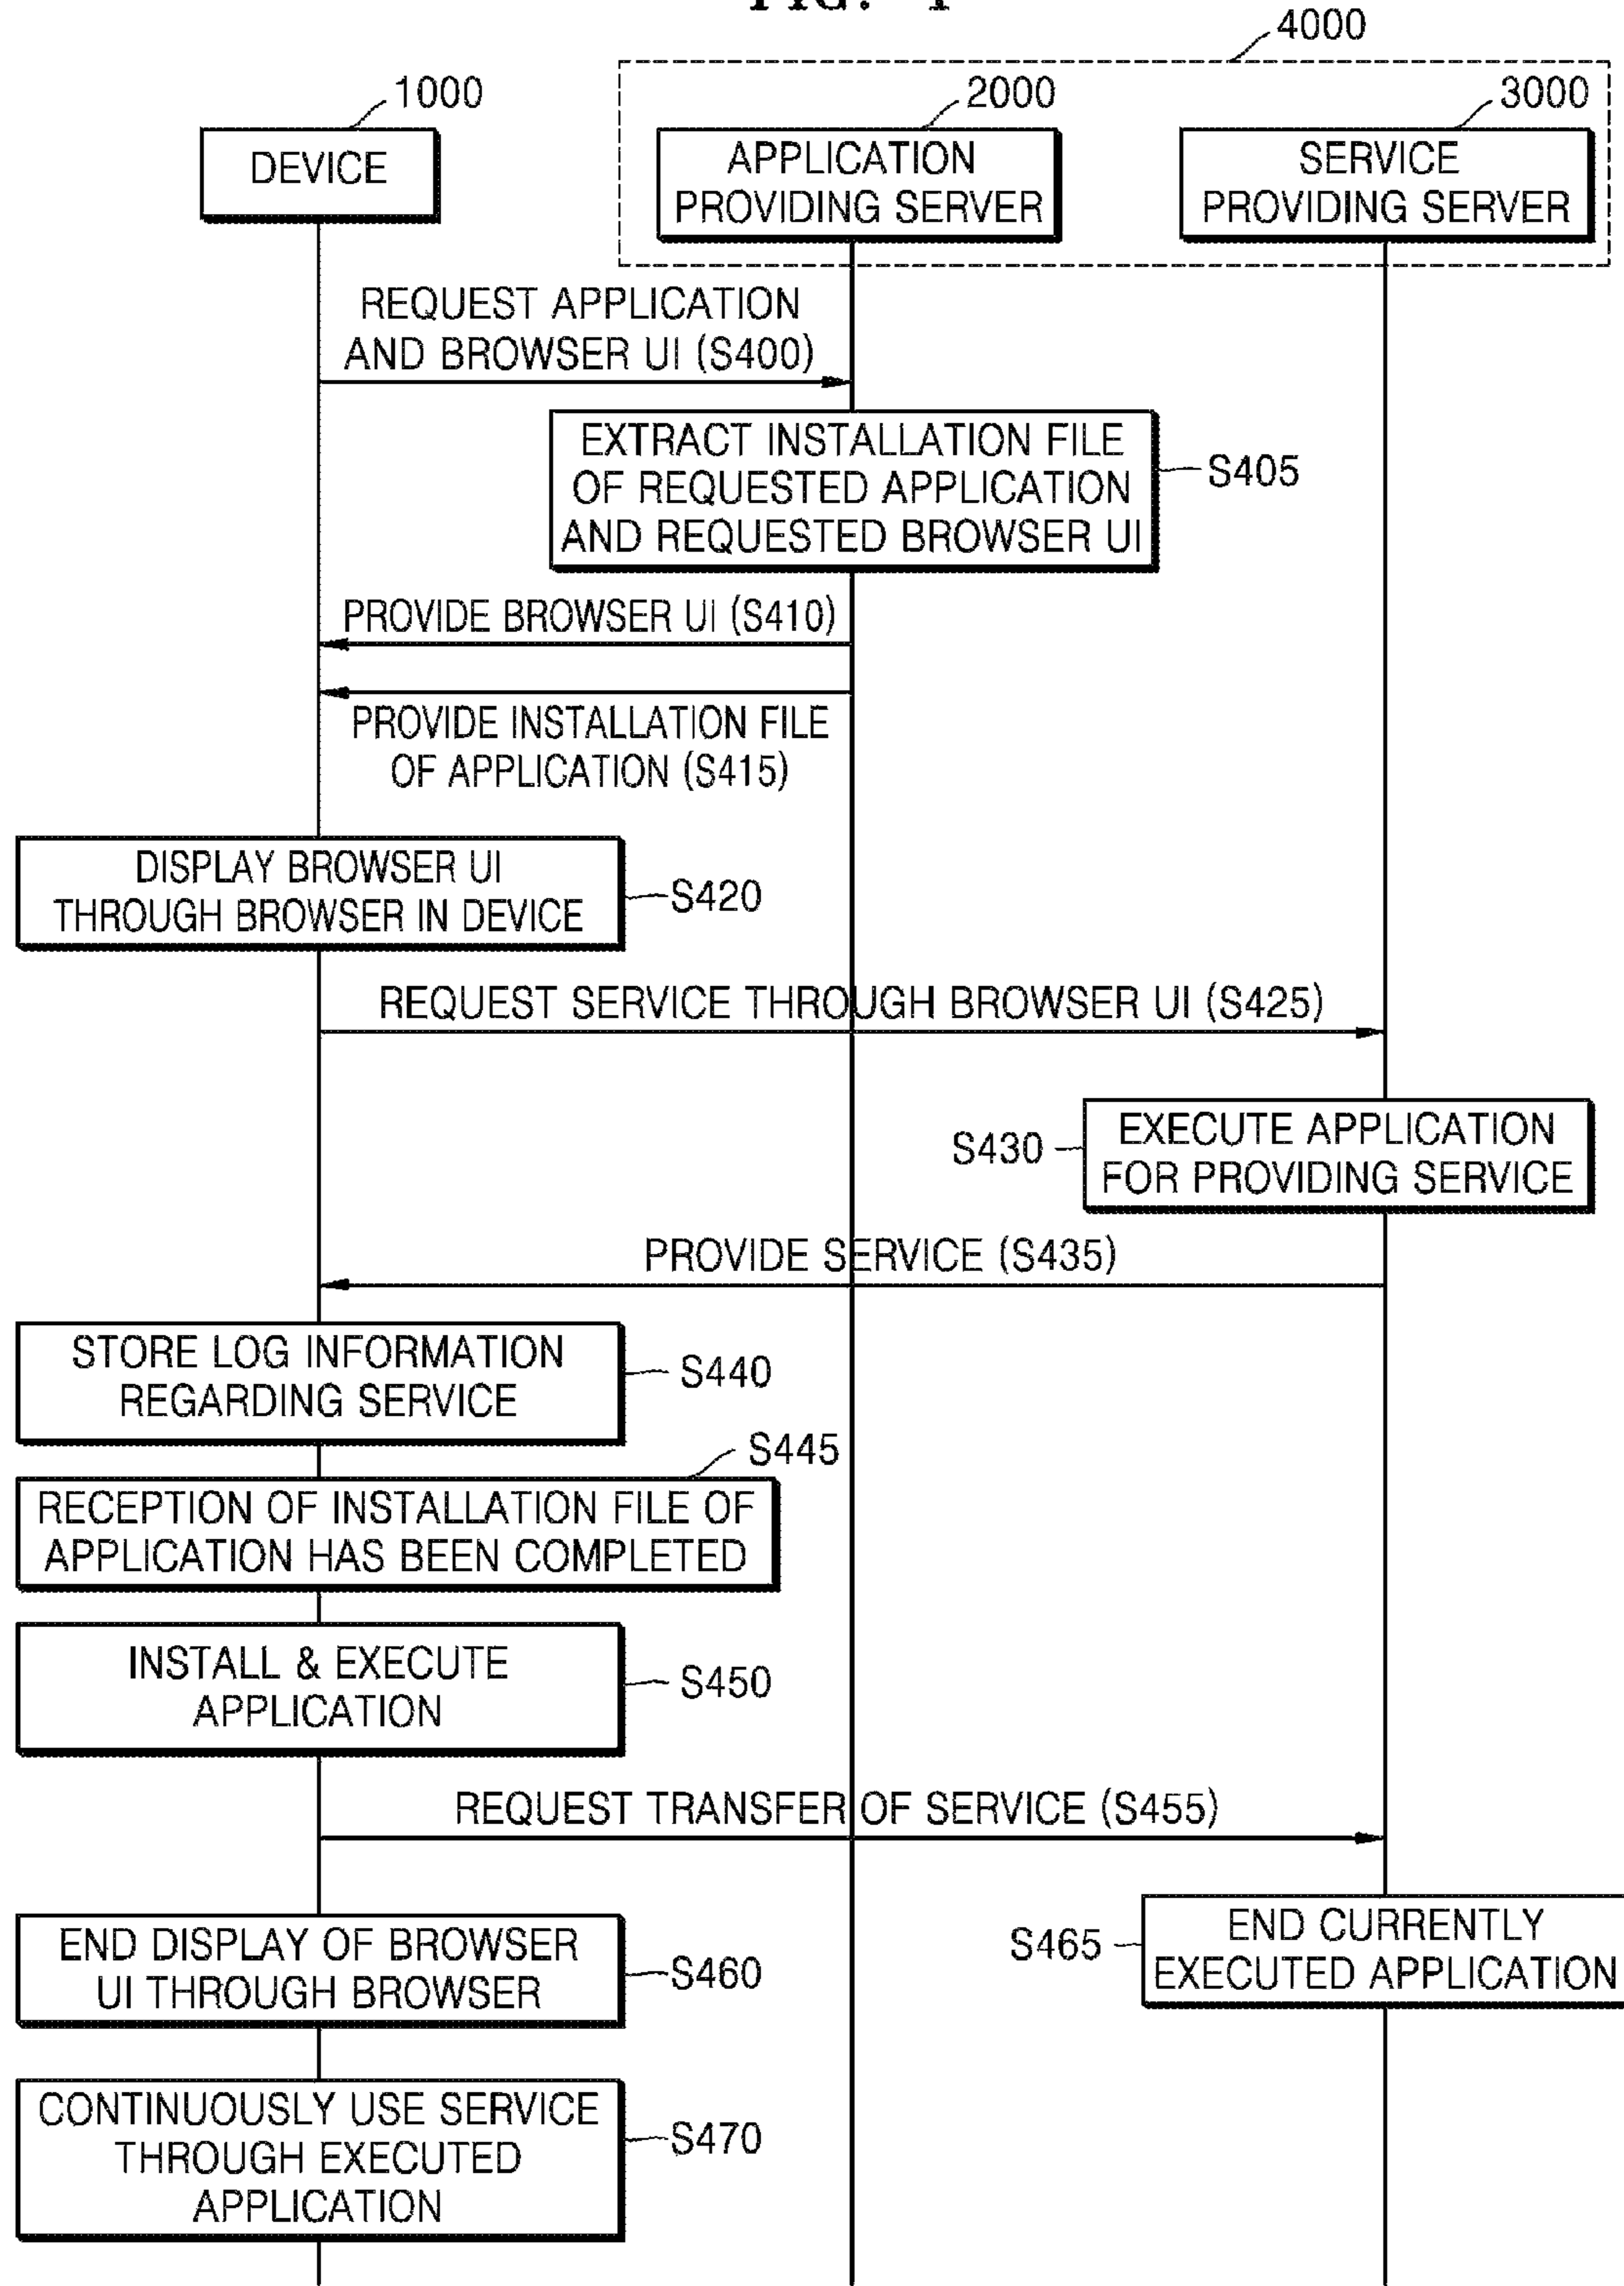 4000
1000
2000
3000
DEVICE
APPLICATION
PROVIDING SERVER
SERVICE
PROVIDING SERVER
REQUEST APPLICATION
AND BROWSER UI (S400)
EXTRACT INSTALLATION FILE
OF REQUESTED APPLICATION
AND REQUESTED BROWSER UI
S405
PROVIDE BROWSER UI (S410)
PROVIDE INSTALLATION FILE
OF APPLICATION (S415)
DISPLAY BROWSER UI
THROUGH BROWSER IN DEVICE
S420
REQUEST SERVICE THROUGH BROWSER UI (S425)
S430
EXECUTE APPLICATION
FOR PROVIDING SERVICE
PROVIDE SERVICE (S435)
STORE LOG INFORMATION
REGARDING SERVICE
S440
S445
RECEPTION OF INSTALLATION FILE OF
APPLICATION HAS BEEN COMPLETED
INSTALL & EXECUTE
APPLICATION
S450
REQUEST TRANSFER OF SERVICE (S455)
END DISPLAY OF BROWSER
UI THROUGH BROWSER
S460
S465
END CURRENTLY
EXECUTED APPLICATION
CONTINUOUSLY USE SERVICE
THROUGH EXECUTED
APPLICATION
S470